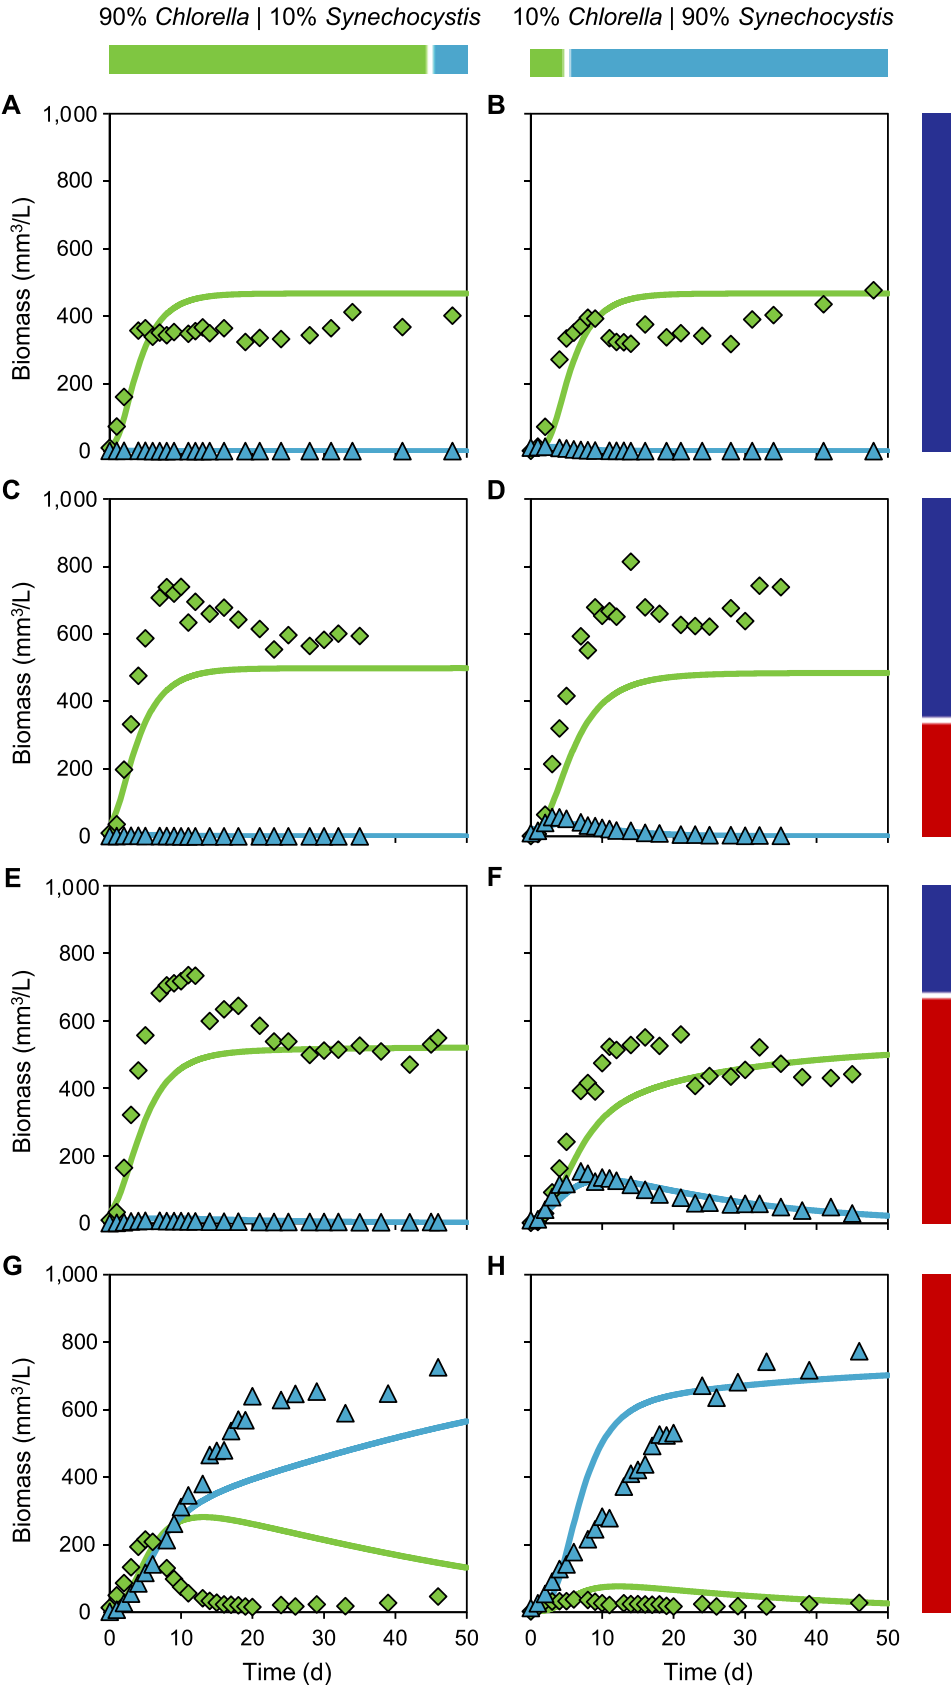 90% Chlorella | 10% Synechocystis
10% Chlorella | 90% Synechocystis
A
B
1,000
800
600
400
200
0
Biomass (mm³/L)
C
D
1,000
800
600
400
200
0
Biomass (mm³/L)
E
F
1,000
800
600
400
200
0
Biomass (mm³/L)
G
H
1,000
800
600
400
200
0
Biomass (mm³/L)
0 10 20 30 40 50
0 10 20 30 40 50
Time (d)
Time (d)